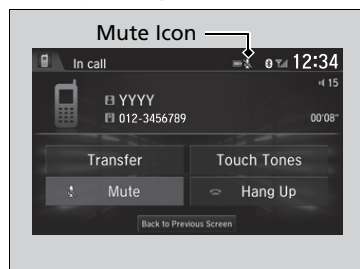 Mute Icon
In call 12:34
15
YYYY
012-3456789 00'08"
Transfer Touch Tones
Mute Hang Up
Back to Previous Screen